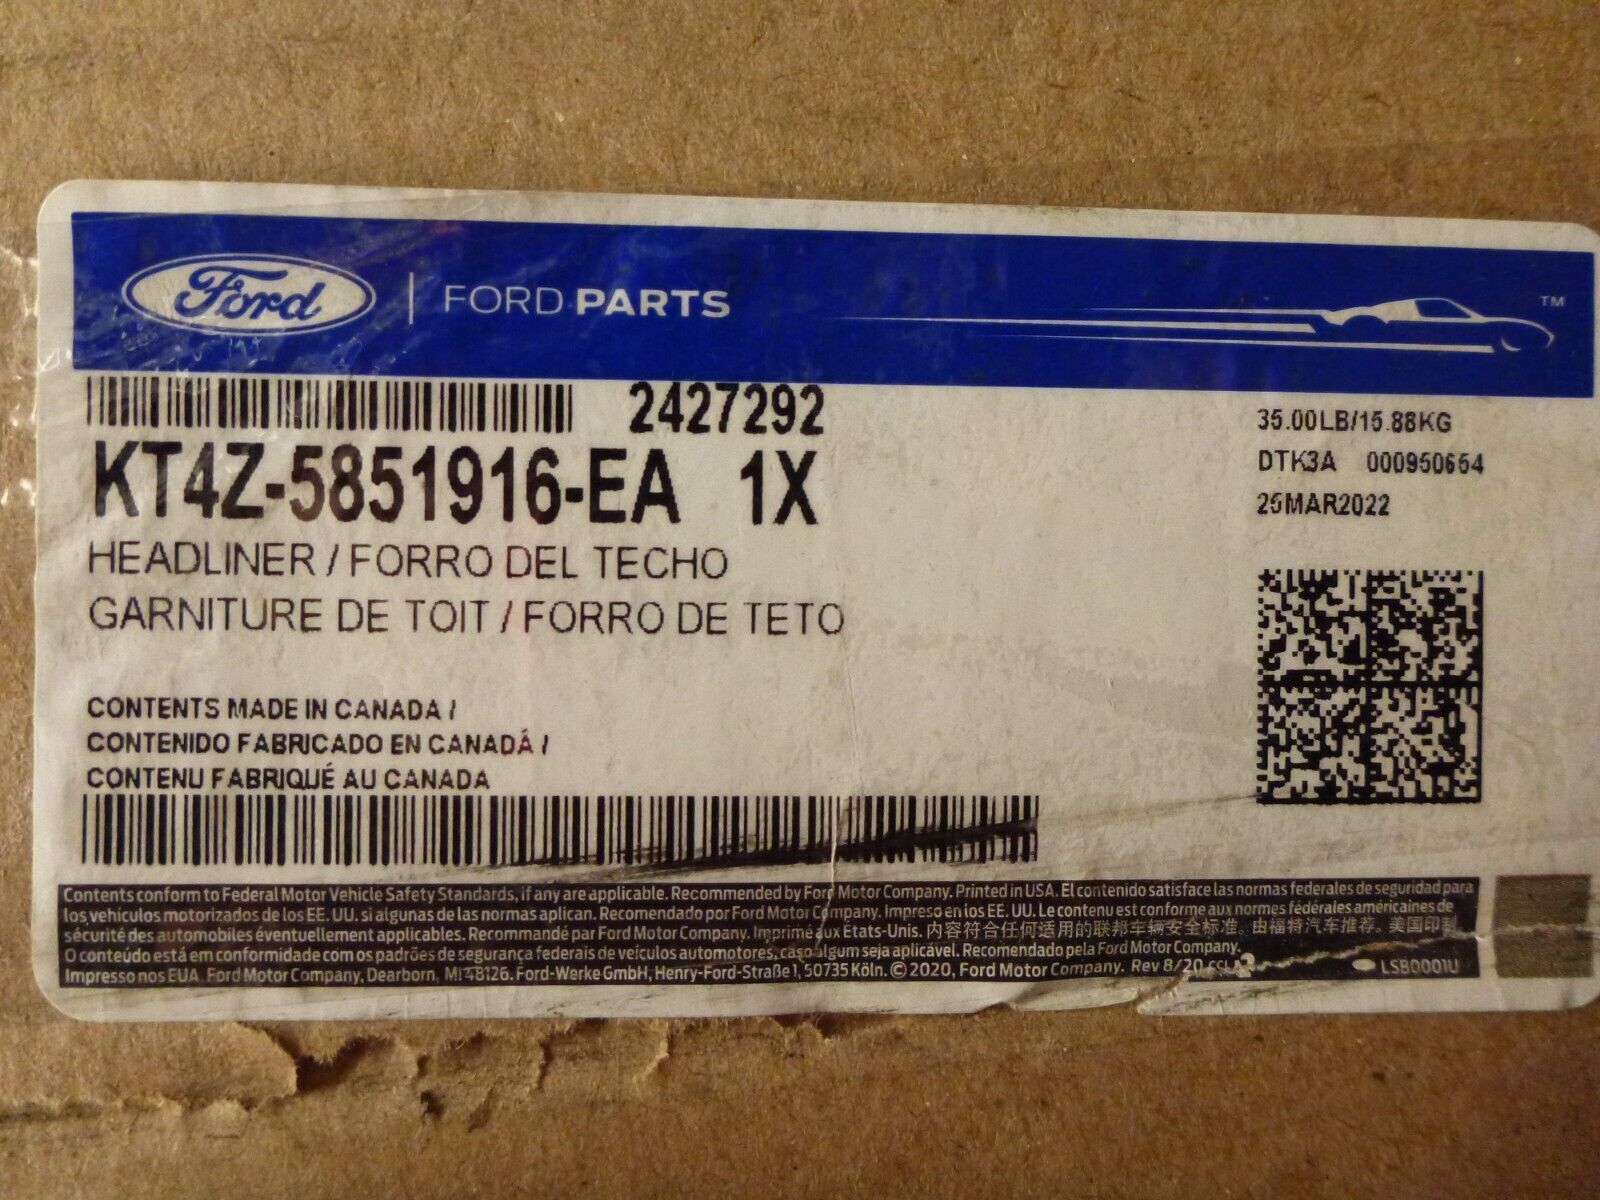 Ford | FORD PARTS TM
2427292
KT4Z-5851916-EA 1X
HEADLINER / FORRO DEL TECHO
GARNITURE DE TOIT / FORRO DE TETO
35.00LB/15.88KG
DTK3A 000950654
25MAR2022
CONTENTS MADE IN CANADA /
CONTENIDO FABRICADO EN CANADÁ /
CONTENU FABRIQUÉ AU CANADA
Contents conform to Federal Motor Vehicle Safety Standards, if any are applicable. Recommended by Ford Motor Company. Printed in USA. El contenido satisface las normas federales de seguridad para
los vehículos motorizados de los EE. UU. si algunas de las normas aplican. Recomendado por Ford Motor Company. Impreso en los EE. UU. Le contenu est conforme aux normes fédérales américaines de
sécurité des automobiles éventuellement applicables. Recommandé par Ford Motor Company. Imprimé aux États-Unis. 内容符合任何适用的联邦车辆安全标准。由福特汽车推荐。美国印制
O conteúdo está em conformidade com os padrões de segurança federais de veículos automotores, caso algum seja aplicável. Recomendado pela Ford Motor Company.
Impresso nos EUA. Ford Motor Company, Dearborn, MI 48126. Ford-Werke GmbH, Henry-Ford-Straße 1, 50735 Köln. © 2020, Ford Motor Company. Rev 8/20 LSB0001U